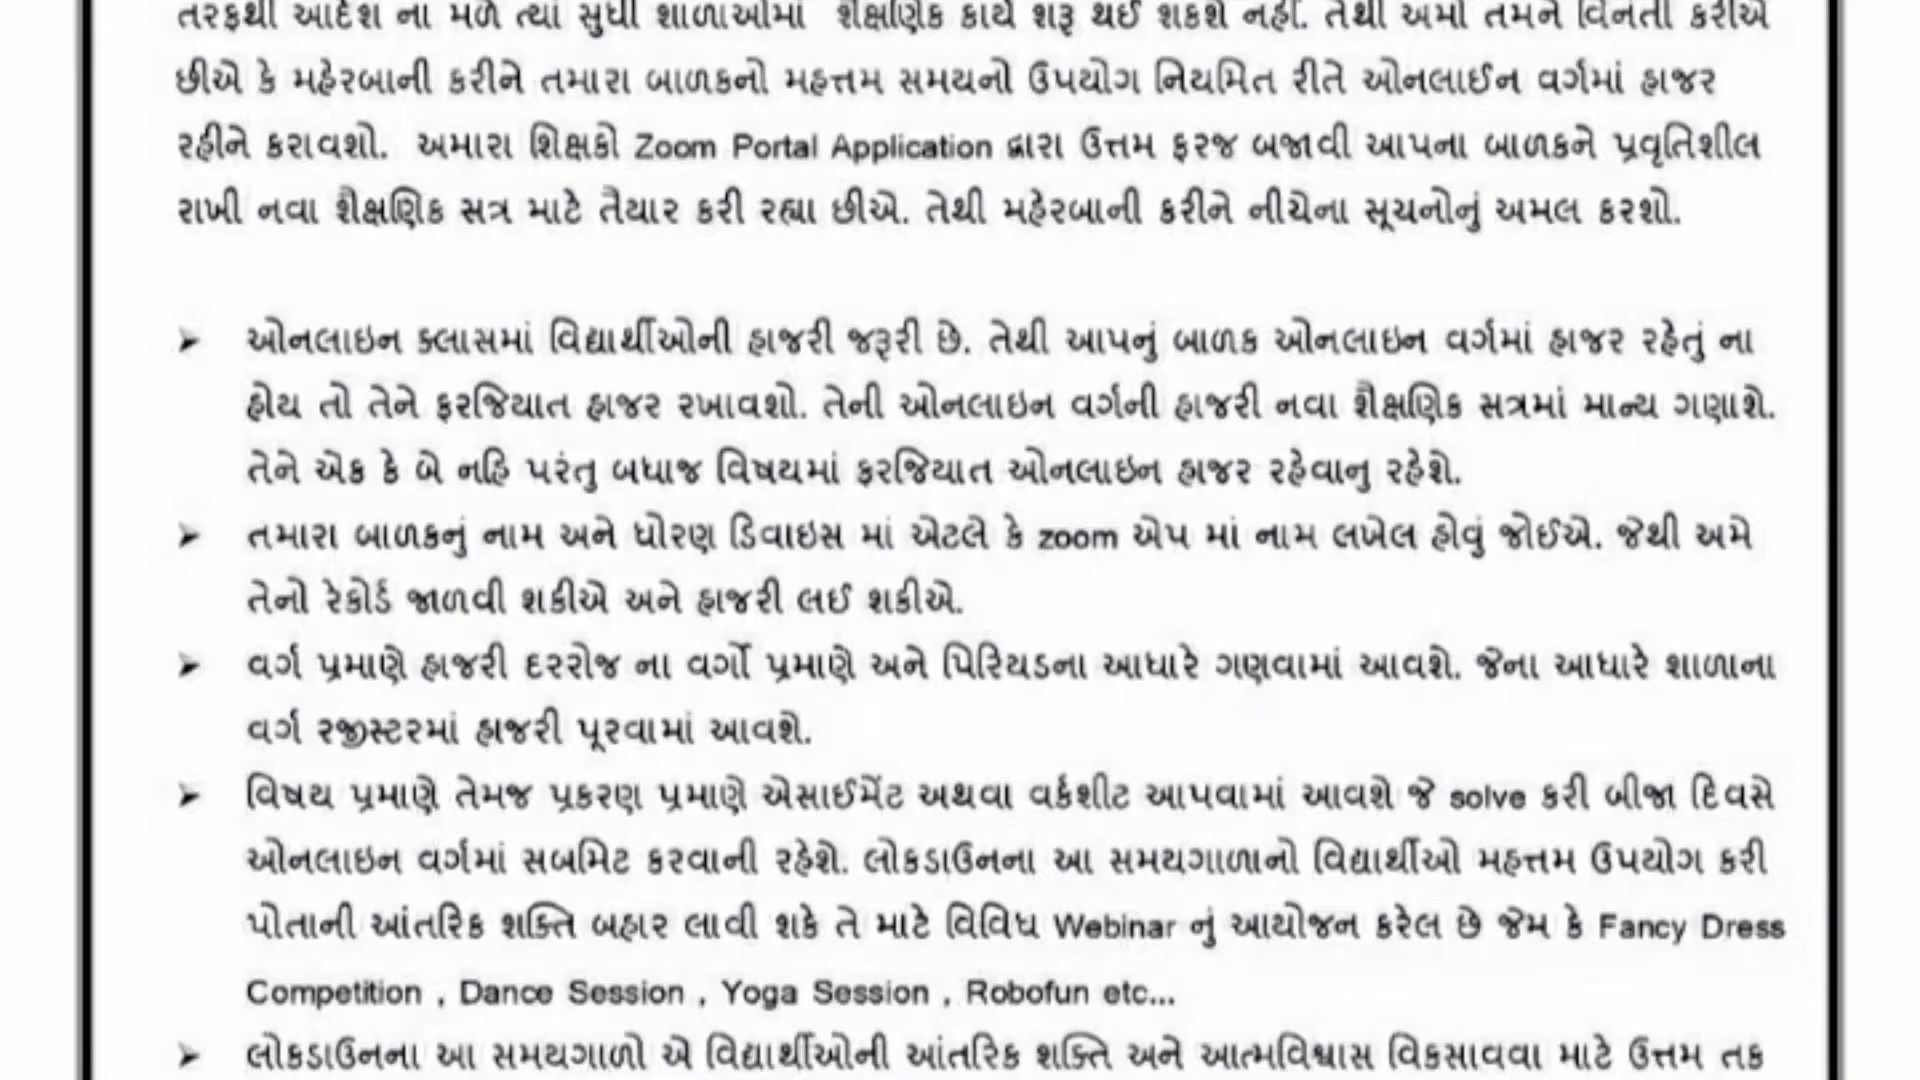 તરફથી આદેશ ના મળે ત્યાં સુધી શાળાઓમાં શૈક્ષણિક કાર્ય શરૂ થઈ શકશે નહીં. તેથી અમો તમને વિનંતી કરીએ
છીએ કે મહેરબાની કરીને તમારા બાળકનો મહત્તમ સમયનો ઉપયોગ નિયમિત રીતે ઓનલાઈન વર્ગમાં હાજર
રહીને કરાવશો. અમારા શિક્ષકો Zoom Portal Application દ્વારા ઉત્તમ ફરજ બજાવી આપના બાળકને પ્રવૃતિશીલ
રાખી નવા શૈક્ષણિક સત્ર માટે તૈયાર કરી રહ્યા છીએ. તેથી મહેરબાની કરીને નીચેના સૂચનોનું અમલ કરશો.
➢ ઓનલાઇન ક્લાસમાં વિદ્યાર્થીઓની હાજરી જરૂરી છે. તેથી આપનું બાળક ઓનલાઇન વર્ગમાં હાજર રહેતું ના
હોય તો તેને ફરજિયાત હાજર રખાવશો. તેની ઓનલાઇન વર્ગની હાજરી નવા શૈક્ષણિક સત્રમાં માન્ય ગણાશે.
તેને એક કે બે નહિ પરંતુ બધાજ વિષયમાં ફરજિયાત ઓનલાઇન હાજર રહેવાનુ રહેશે.
➢ તમારા બાળકનું નામ અને ધોરણ ડિવાઇસ માં એટલે કે zoom એપ માં નામ લખેલ હોવું જોઈએ. જેથી અમે
તેનો રેકોર્ડ જાળવી શકીએ અને હાજરી લઈ શકીએ.
➢ વર્ગ પ્રમાણે હાજરી દરરોજ ના વર્ગો પ્રમાણે અને પિરિયડના આધારે ગણવામાં આવશે. જેના આધારે શાળાના
વર્ગ રજીસ્ટરમાં હાજરી પૂરવામાં આવશે.
➢ વિષય પ્રમાણે તેમજ પ્રકરણ પ્રમાણે એસાઈમેંટ અથવા વર્કશીટ આપવામાં આવશે જે solve કરી બીજા દિવસે
ઓનલાઇન વર્ગમાં સબમિટ કરવાની રહેશે. લોકડાઉનના આ સમયગાળાનો વિદ્યાર્થીઓ મહત્તમ ઉપયોગ કરી
પોતાની આંતરિક શક્તિ બહાર લાવી શકે તે માટે વિવિધ Webinar નું આયોજન કરેલ છે જેમ કે Fancy Dress
Competition , Dance Session , Yoga Session , Robofun etc...
➢ લોકડાઉનના આ સમયગાળો એ વિદ્યાર્થીઓની આંતરિક શક્તિ અને આત્મવિશ્વાસ વિકસાવવા માટે ઉત્તમ તક